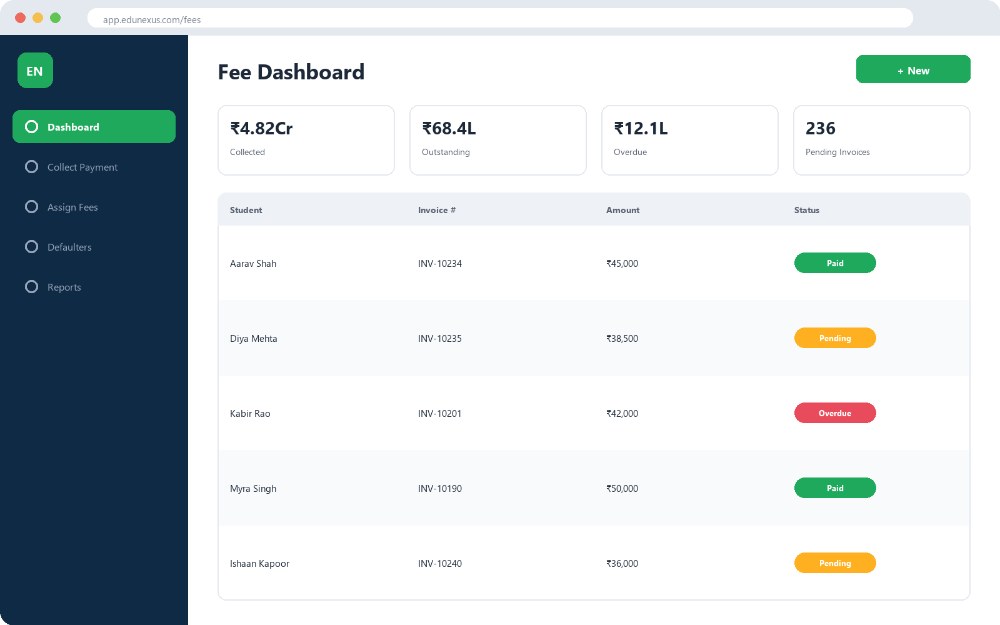 app.edunexus.com/fees
EN
Dashboard
Collect Payment
Assign Fees
Defaulters
Reports
Fee Dashboard
+ New
₹4.82Cr
Collected
₹68.4L
Outstanding
₹12.1L
Overdue
236
Pending Invoices
Student Invoice # Amount Status
Aarav Shah INV-10234 ₹45,000 Paid
Diya Mehta INV-10235 ₹38,500 Pending
Kabir Rao INV-10201 ₹42,000 Overdue
Myra Singh INV-10190 ₹50,000 Paid
Ishaan Kapoor INV-10240 ₹36,000 Pending